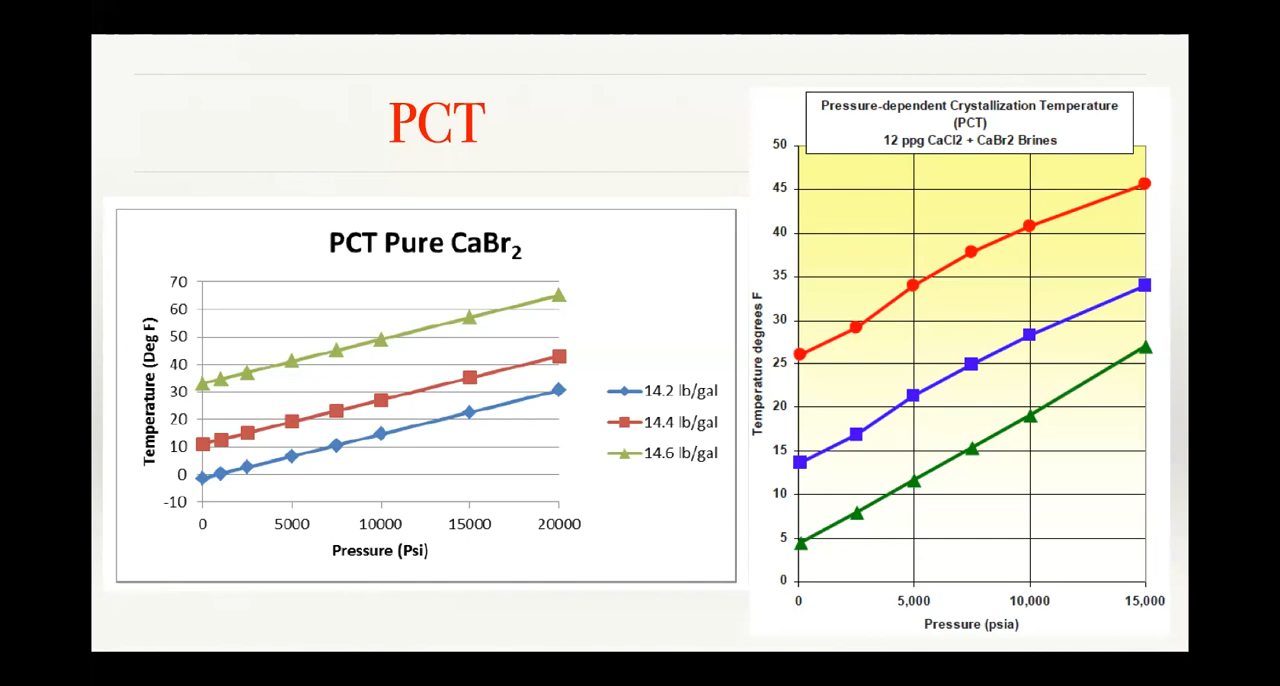 PCT
PCT Pure CaBr2
Temperature (Deg F)
70
60
50
40
30
20
10
0
-10
0 5000 10000 15000 20000
Pressure (Psi)
14.2 lb/gal
14.4 lb/gal
14.6 lb/gal
Pressure-dependent Crystallization Temperature
(PCT)
12 ppg CaCl2 + CaBr2 Brines
Temperature degrees F
50
45
40
35
30
25
20
15
10
5
0
0 5,000 10,000 15,000
Pressure (psia)